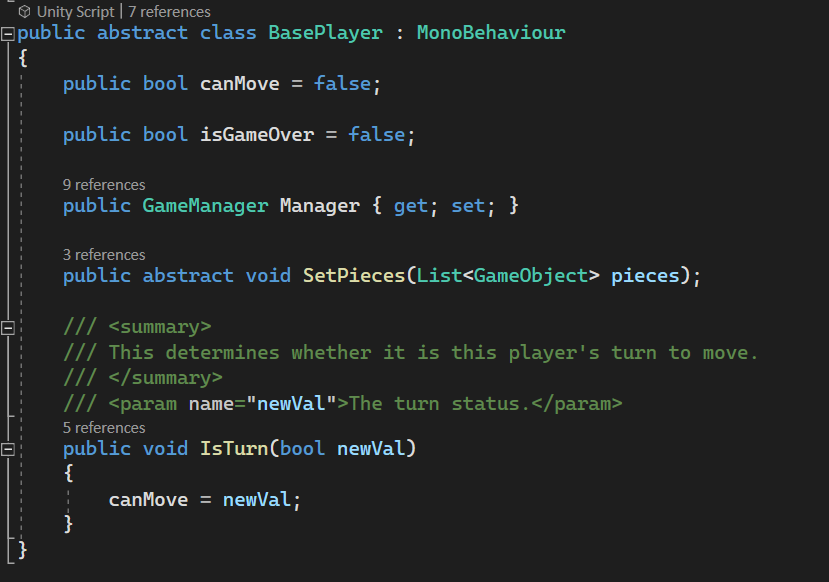 Unity Script | 7 references
public abstract class BasePlayer : MonoBehaviour
{
public bool canMove = false;
public bool isGameOver = false;
9 references
public GameManager Manager { get; set; }
3 references
public abstract void SetPieces(List<GameObject> pieces);
/// <summary>
/// This determines whether it is this player's turn to move.
/// </summary>
/// <param name="newVal">The turn status.</param>
5 references
public void IsTurn(bool newVal)
{
canMove = newVal;
}
}